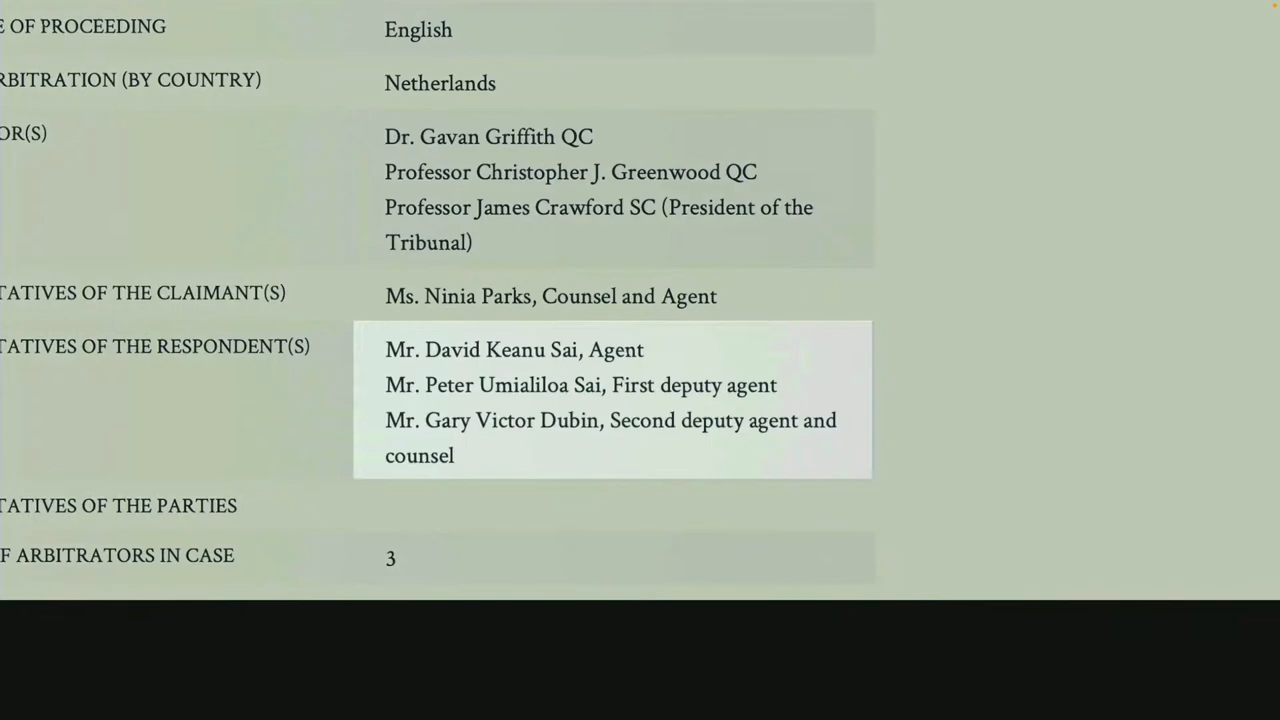 E OF PROCEEDING
English
RBITRATION (BY COUNTRY)
Netherlands
OR(S)
Dr. Gavan Griffith QC
Professor Christopher J. Greenwood QC
Professor James Crawford SC (President of the
Tribunal)
TATIVES OF THE CLAIMANT(S)
Ms. Ninia Parks, Counsel and Agent
TATIVES OF THE RESPONDENT(S)
Mr. David Keanu Sai, Agent
Mr. Peter Umialiloa Sai, First deputy agent
Mr. Gary Victor Dubin, Second deputy agent and
counsel
TATIVES OF THE PARTIES
F ARBITRATORS IN CASE
3